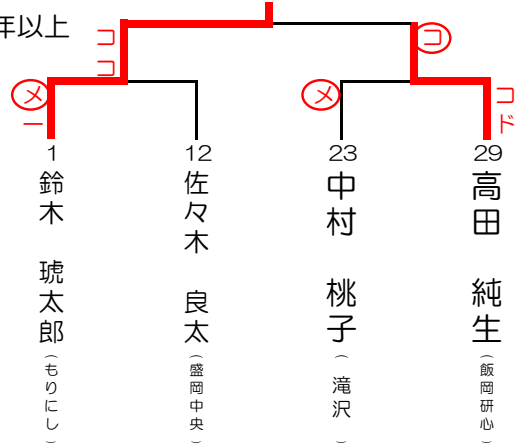 年以上
コ
コ
コ
メ
ー
メ
コ
ド
1
12
23
29
鈴木 琥太郎(もりにし)
佐々木 良太(盛岡中央)
中村 桃子(滝沢)
高田 純生(飯岡研心)